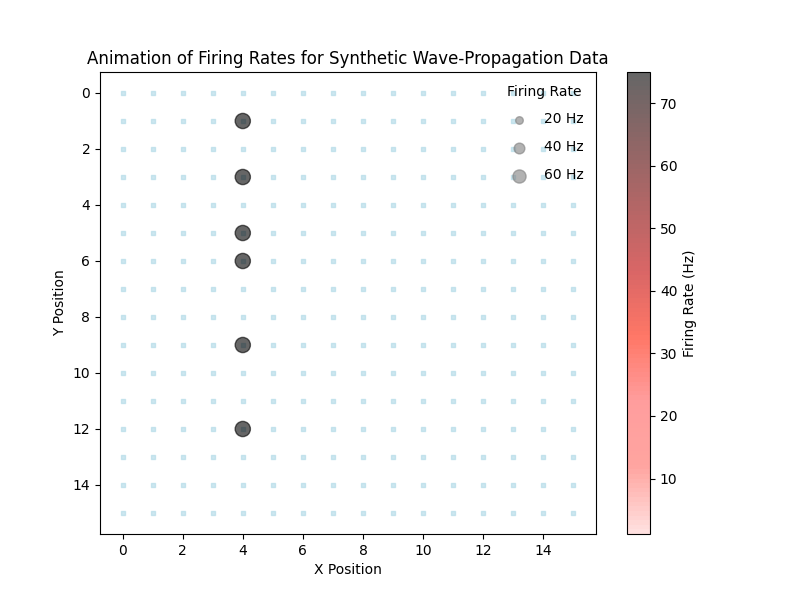 Animation of Firing Rates for Synthetic Wave-Propagation Data
Firing Rate
20 Hz
40 Hz
60 Hz
0
2
4
6
8
10
12
14
Y Position
0 2 4 6 8 10 12 14
X Position
70
60
50
40
30
20
10
Firing Rate (Hz)